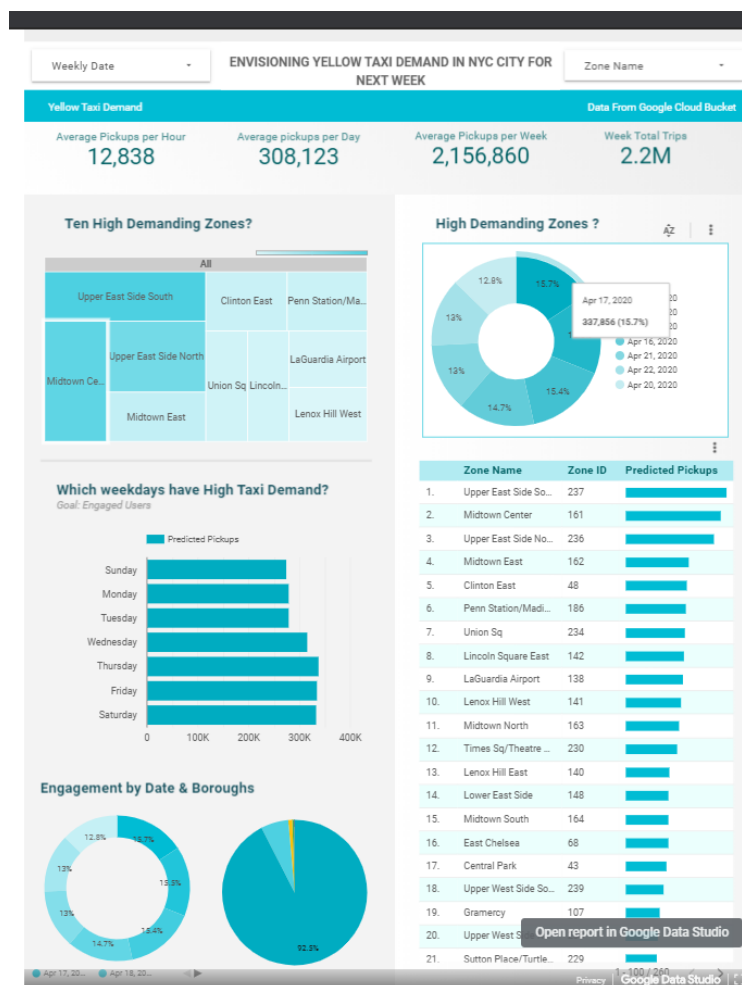 Weekly Date
ENVISIONING YELLOW TAXI DEMAND IN NYC CITY FOR
NEXT WEEK
Zone Name
Yellow Taxi Demand
Data From Google Cloud Bucket
Average Pickups per Hour
12,838
Average pickups per Day
308,123
Average Pickups per Week
2,156,860
Week Total Trips
2.2M
Ten High Demanding Zones?
All
Upper East Side South
Clinton East
Penn Station/Ma...
Midtown Ce...
Upper East Side North
LaGuardia Airport
Union Sq
Lincoln...
Midtown East
Lenox Hill West
High Demanding Zones ?
AZ
12.8%
15.7%
13%
13%
14.7%
15.4%
Apr 17, 2020
337,856 (15.7%)
Apr 16, 2020
Apr 21, 2020
Apr 22, 2020
Apr 20, 2020
Which weekdays have High Taxi Demand?
Goal: Engaged Users
Predicted Pickups
Sunday
Monday
Tuesday
Wednesday
Thursday
Friday
Saturday
0 100K 200K 300K 400K
Engagement by Date & Boroughs
12.8%
15.7%
13%
15.5%
13%
15.4%
14.7%
92.5%
Apr 17, 20... Apr 18, 20...
Zone Name Zone ID Predicted Pickups
1. Upper East Side So... 237
2. Midtown Center 161
3. Upper East Side No... 236
4. Midtown East 162
5. Clinton East 48
6. Penn Station/Madi... 186
7. Union Sq 234
8. Lincoln Square East 142
9. LaGuardia Airport 138
10. Lenox Hill West 141
11. Midtown North 163
12. Times Sq/Theatre ... 230
13. Lenox Hill East 140
14. Lower East Side 148
15. Midtown South 164
16. East Chelsea 68
17. Central Park 43
18. Upper West Side So... 239
19. Gramercy 107
20. Upper West S
21. Sutton Place/Turtle... 229
Open report in Google Data Studio
1 - 100 / 260
Privacy
Google Data Studio